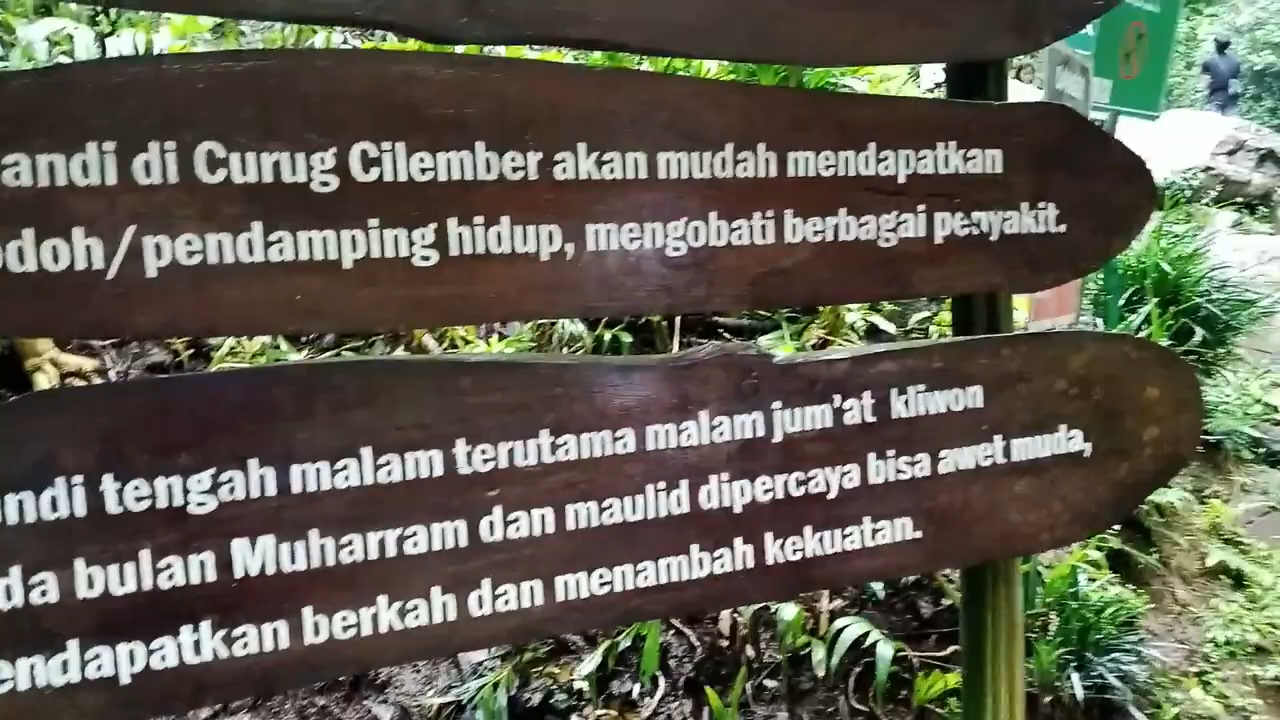 andi di Curug Cilember akan mudah mendapatkan
odoh/pendamping hidup, mengobati berbagai penyakit.
andi tengah malam terutama malam jum'at kliwon
da bulan Muharram dan maulid dipercaya bisa awet muda,
endapatkan berkah dan menambah kekuatan.